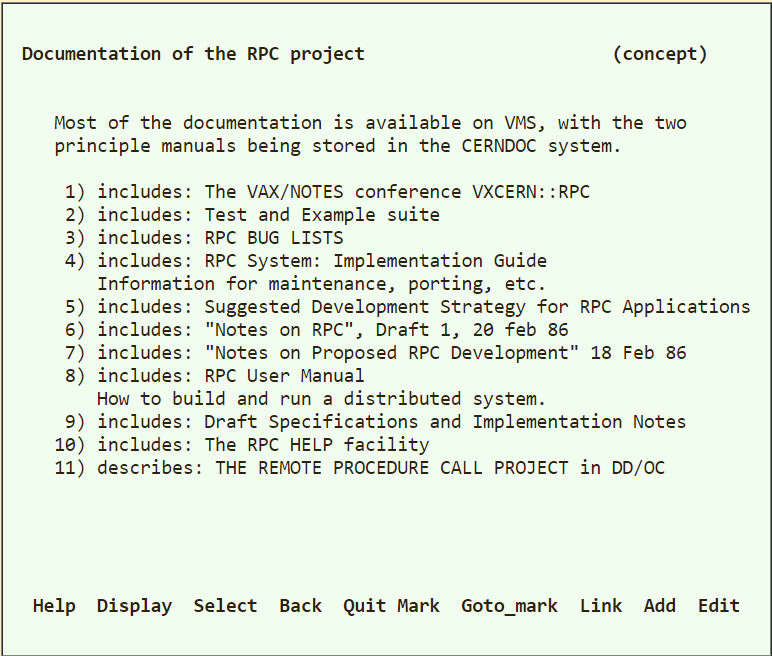 Documentation of the RPC project (concept)
Most of the documentation is available on VMS, with the two
principle manuals being stored in the CERNDOC system.
1) includes: The VAX/NOTES conference VXCERN::RPC
2) includes: Test and Example suite
3) includes: RPC BUG LISTS
4) includes: RPC System: Implementation Guide
Information for maintenance, porting, etc.
5) includes: Suggested Development Strategy for RPC Applications
6) includes: "Notes on RPC", Draft 1, 20 feb 86
7) includes: "Notes on Proposed RPC Development" 18 Feb 86
8) includes: RPC User Manual
How to build and run a distributed system.
9) includes: Draft Specifications and Implementation Notes
10) includes: The RPC HELP facility
11) describes: THE REMOTE PROCEDURE CALL PROJECT in DD/OC
Help Display Select Back Quit Mark Goto_mark Link Add Edit